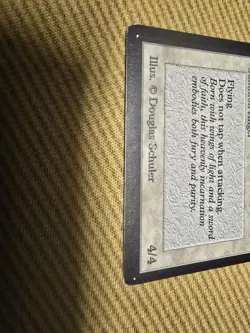 Flying
Does not tap when attacking.
Born with wings of light and a sword
of faith, this heavenly incarnation
embodies both fury and purity.
Illus. © Douglas Schuler
4/4